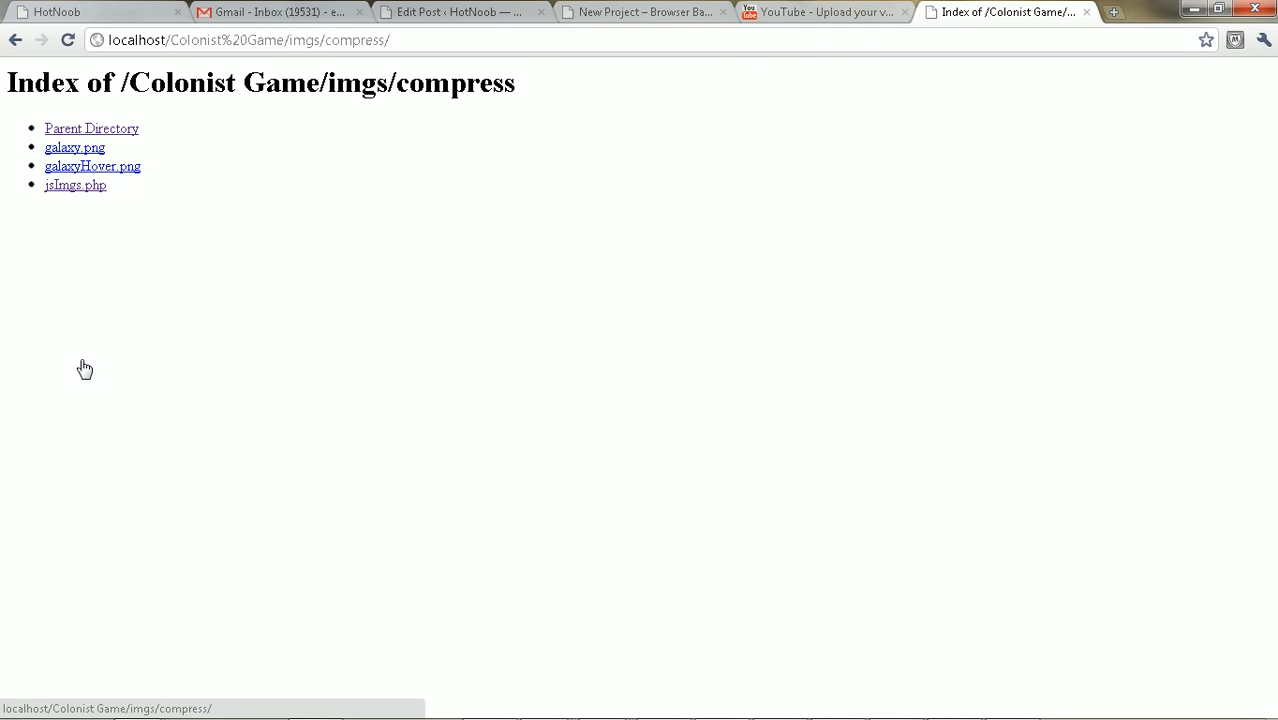 HotNoob
Gmail - Inbox (19531) - e...
Edit Post ‹ HotNoob — ...
New Project – Browser Ba...
You
Tube
YouTube - Upload your v...
Index of /Colonist Game/...
localhost/Colonist%20Game/imgs/compress/
Index of /Colonist Game/imgs/compress
Parent Directory
galaxy.png
galaxyHover.png
jsImgs.php
localhost/Colonist Game/imgs/compress/